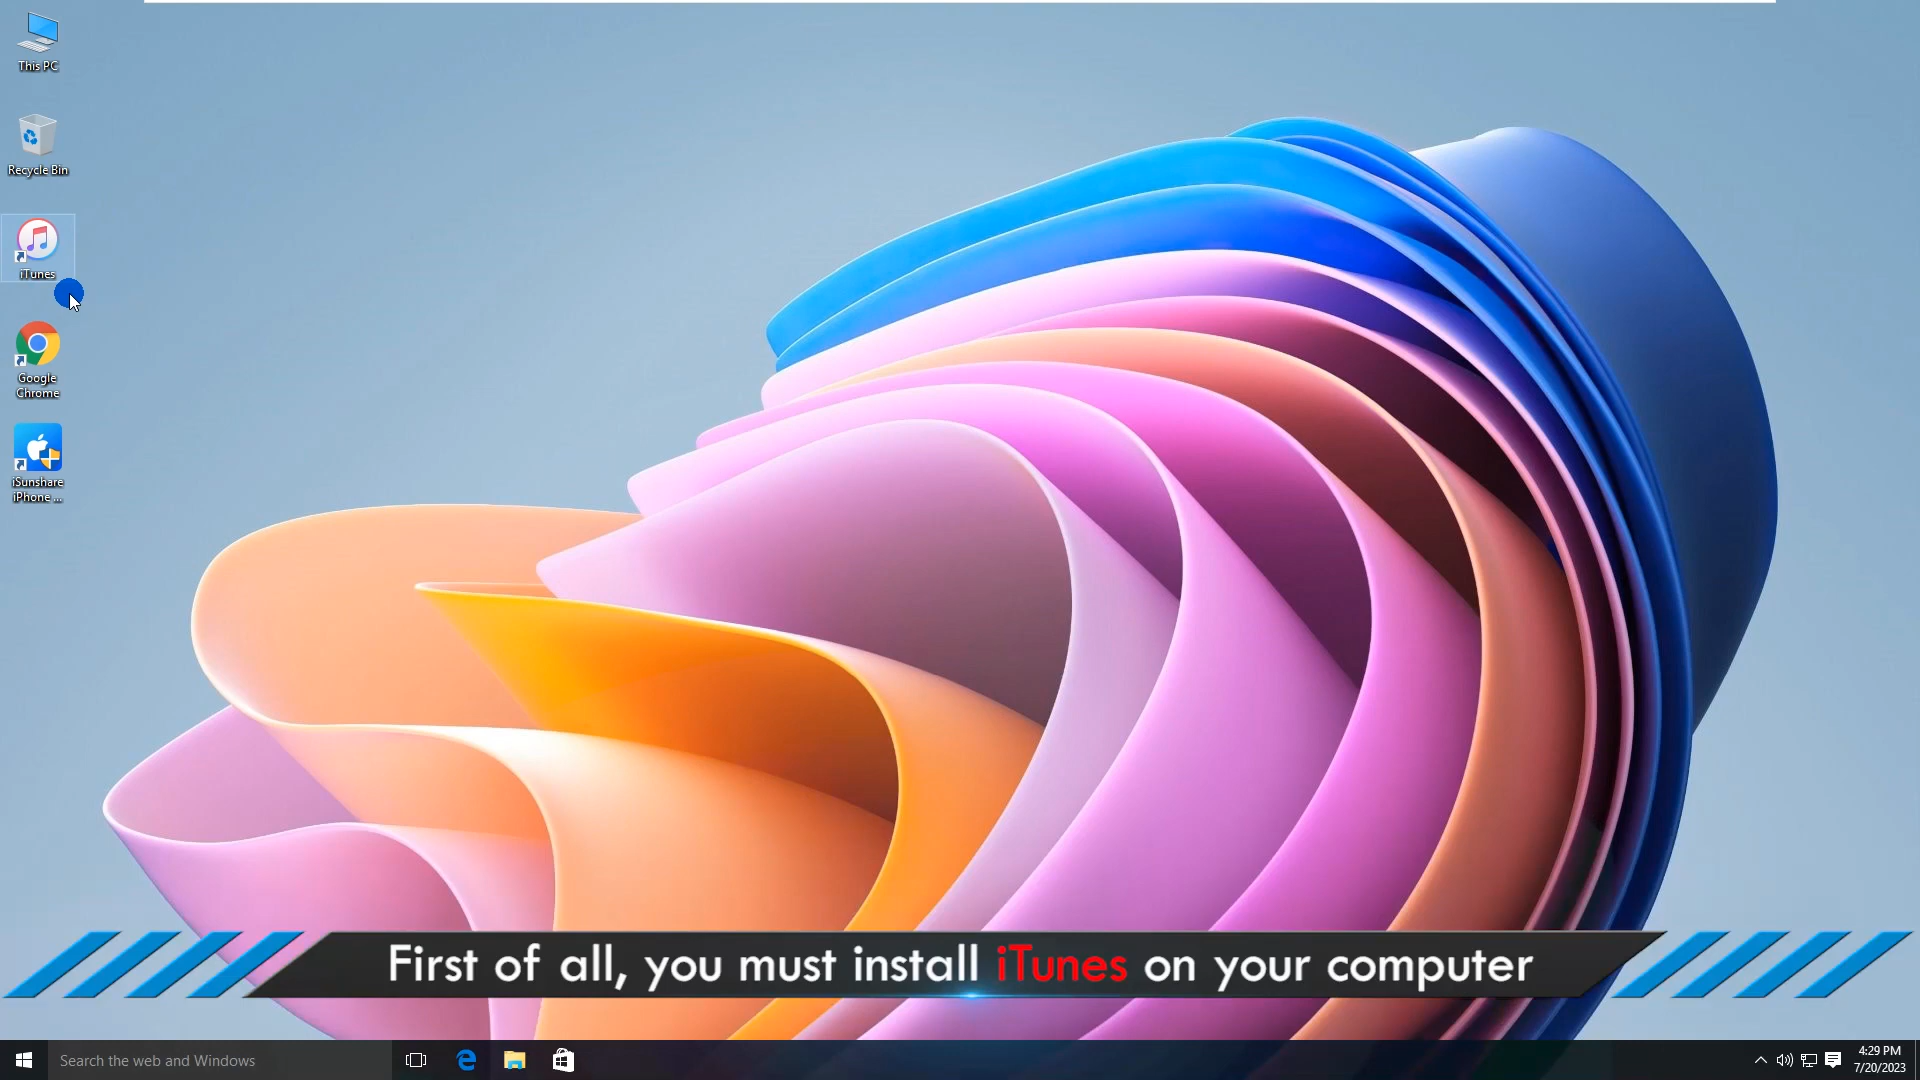 This PC
Recycle Bin
iTunes
Google
Chrome
iSunshare
iPhone ...
First of all, you must install iTunes on your computer
Search the web and Windows
4:29 PM
7/20/2023